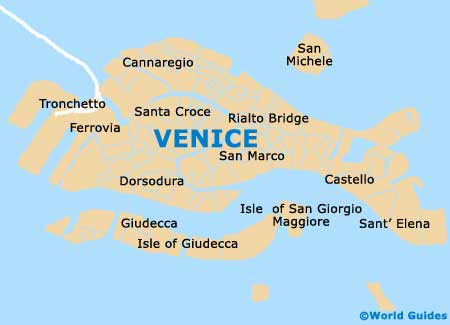 San
Michele
Cannaregio
Tronchetto
Santa Croce
Rialto Bridge
Ferrovia
VENICE
San Marco
Dorsodura
Castello
Isle of San Giorgio
Maggiore
Giudecca
Sant' Elena
Isle of Giudecca
©World Guides